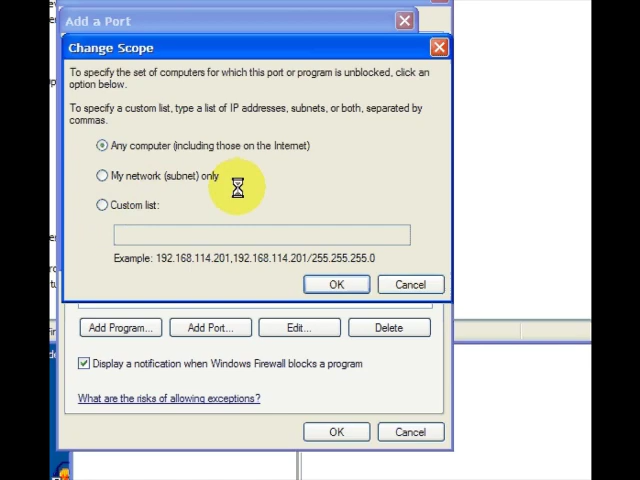 Add a Port
Change Scope
To specify the set of computers for which this port or program is unblocked, click an
option below.
To specify a custom list, type a list of IP addresses, subnets, or both, separated by
commas.
Any computer (including those on the Internet)
My network (subnet) only
Custom list:
Example: 192.168.114.201,192.168.114.201/255.255.255.0
OK Cancel
Add Program... Add Port... Edit... Delete
Display a notification when Windows Firewall blocks a program
What are the risks of allowing exceptions?
OK Cancel